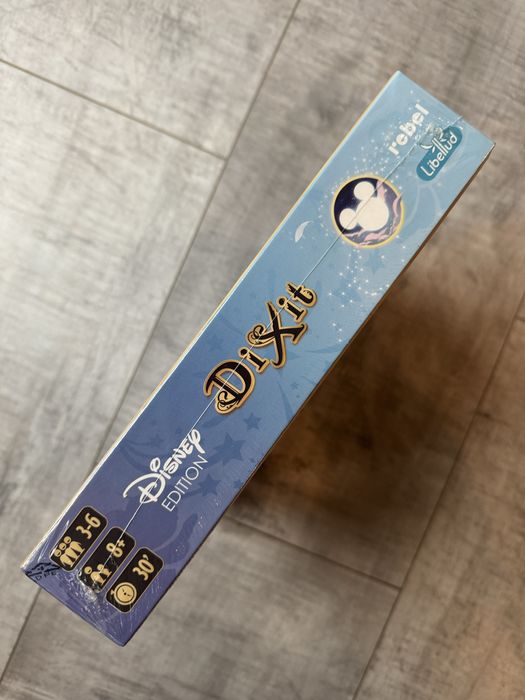 rebel
Libellud
DiXit
Disney
EDITION
3-6
8+
30'